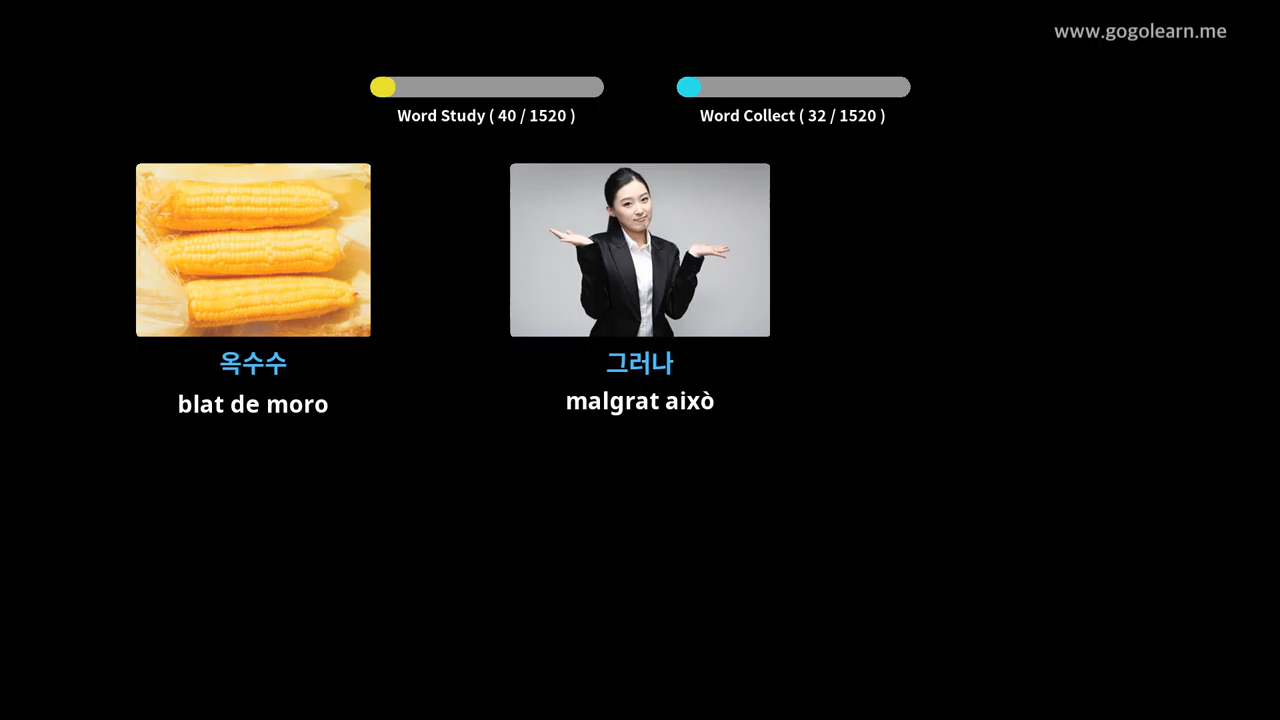 www.gogolearn.me
Word Study ( 40 / 1520 )
Word Collect ( 32 / 1520 )
옥수수
blat de moro
그러나
malgrat això